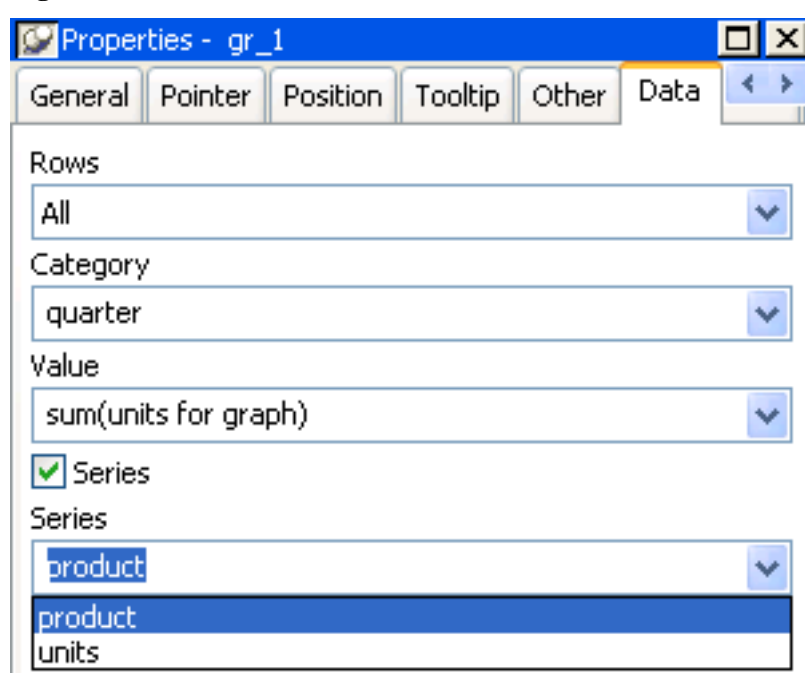 Properties - gr_1
General Pointer Position Tooltip Other Data
Rows
All
Category
quarter
Value
sum(units for graph)
Series
Series
product
product
units